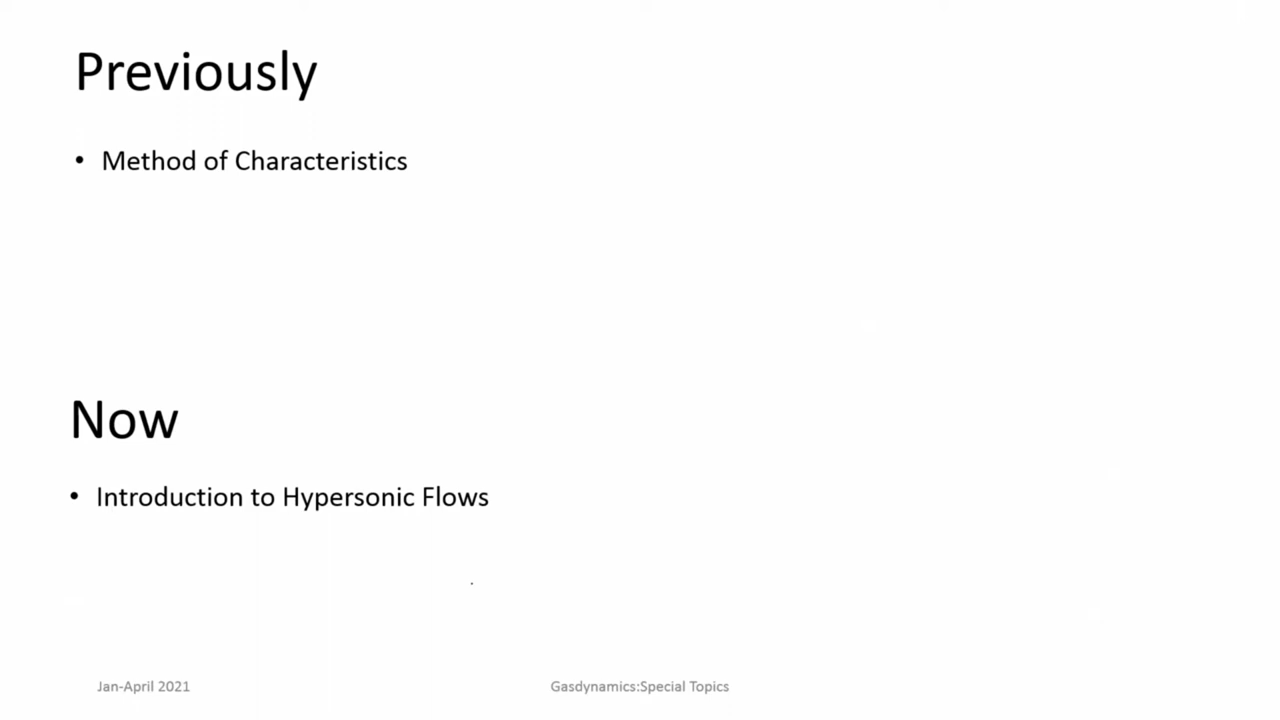 Previously
• Method of Characteristics
Now
• Introduction to Hypersonic Flows
Jan-April 2021
Gasdynamics:Special Topics